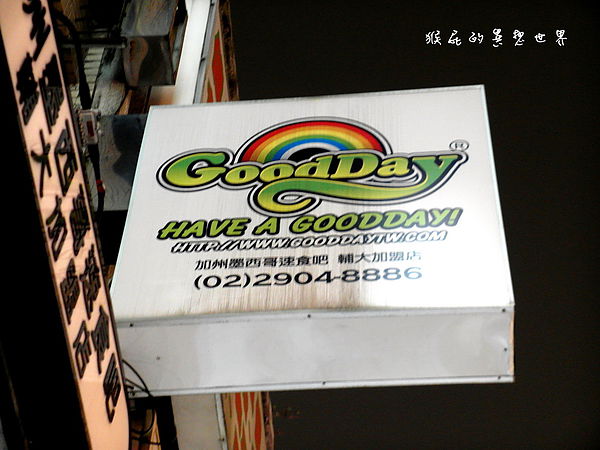 猴屁的異想世界
GoodDay®
HAVE A GOODDAY!
HTTP://WWW.GOODDAYTW.COM
加州墨西哥速食吧 輔大加盟店
(02)2904-8886